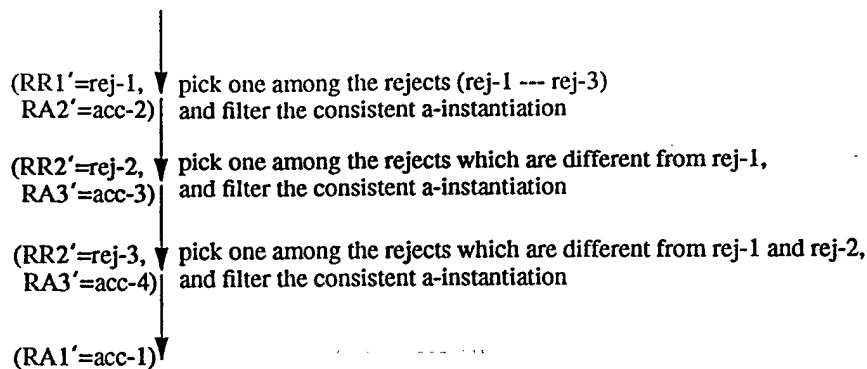 (RR1′=rej-1, pick one among the rejects (rej-1 --- rej-3)
RA2′=acc-2) and filter the consistent a-instantiation
(RR2′=rej-2, pick one among the rejects which are different from rej-1,
RA3′=acc-3) and filter the consistent a-instantiation
(RR2′=rej-3, pick one among the rejects which are different from rej-1 and rej-2,
RA3′=acc-4) and filter the consistent a-instantiation
(RA1′=acc-1)